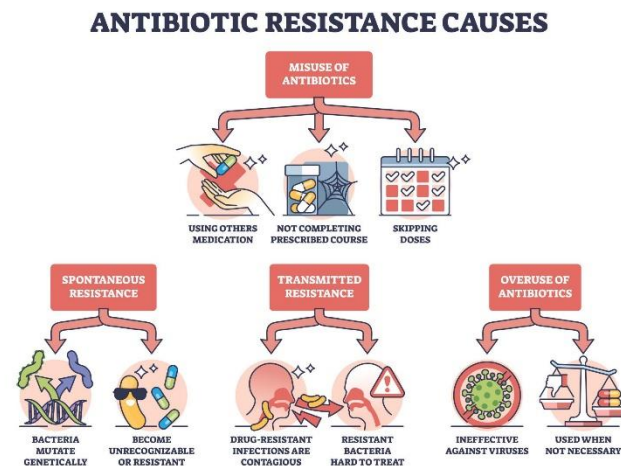 ANTIBIOTIC RESISTANCE CAUSES
MISUSE OF
ANTIBIOTICS
USING OTHERS
MEDICATION
NOT COMPLETING
PRESCRIBED COURSE
SKIPPING
DOSES
SPONTANEOUS
RESISTANCE
BACTERIA
MUTATE
GENETICALLY
BECOME
UNRECOGNIZABLE
OR RESISTANT
TRANSMITTED
RESISTANCE
DRUG-RESISTANT
INFECTIONS ARE
CONTAGIOUS
RESISTANT
BACTERIA
HARD TO TREAT
OVERUSE OF
ANTIBIOTICS
INEFFECTIVE
AGAINST VIRUSES
USED WHEN
NOT NECESSARY